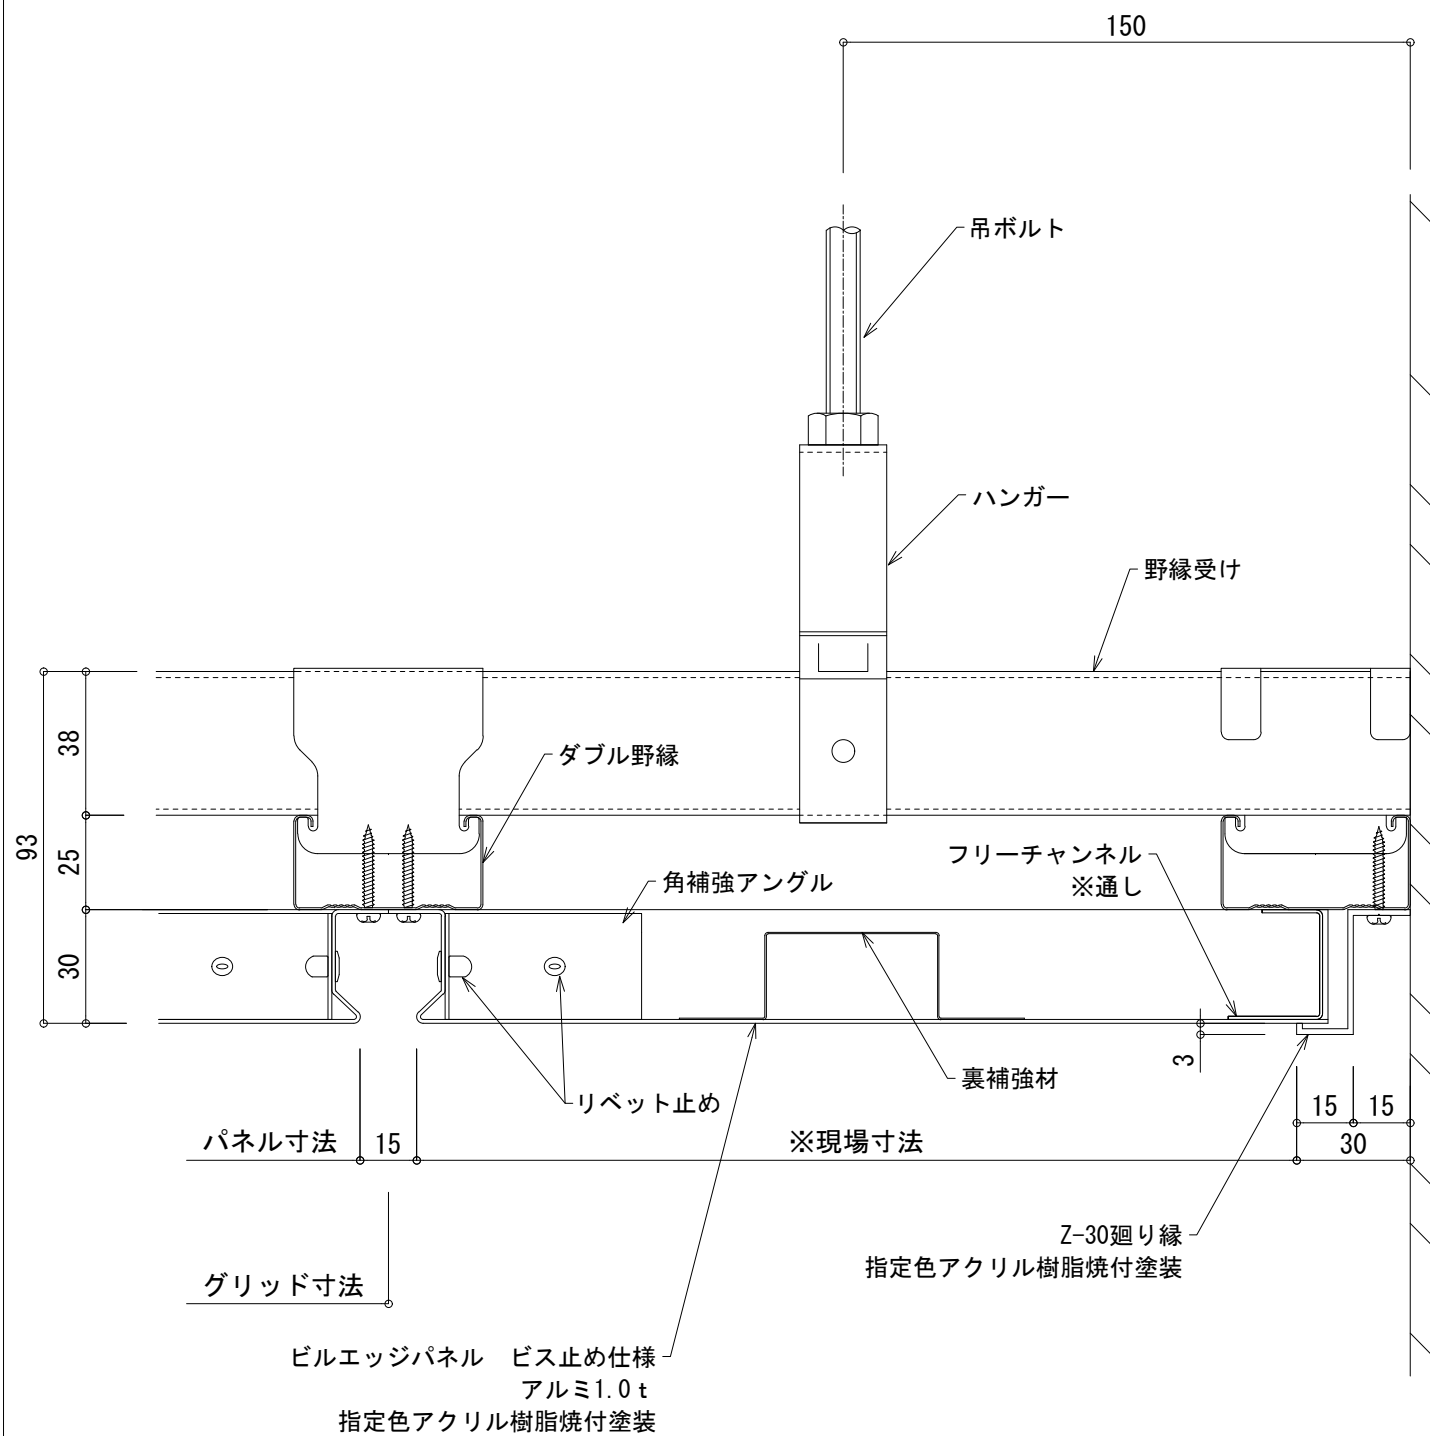 150
吊ボルト
ハンガー
野縁受け
38
ダブル野縁
93
25
フリーチャンネル
※通し
角補強アングル
30
3
裏補強材
リベット止め
パネル寸法
15
※現場寸法
15
15
30
Z-30廻り縁
指定色アクリル樹脂焼付塗装
グリッド寸法
ビルエッジパネル　ビス止め仕様
アルミ1.0ｔ
指定色アクリル樹脂焼付塗装